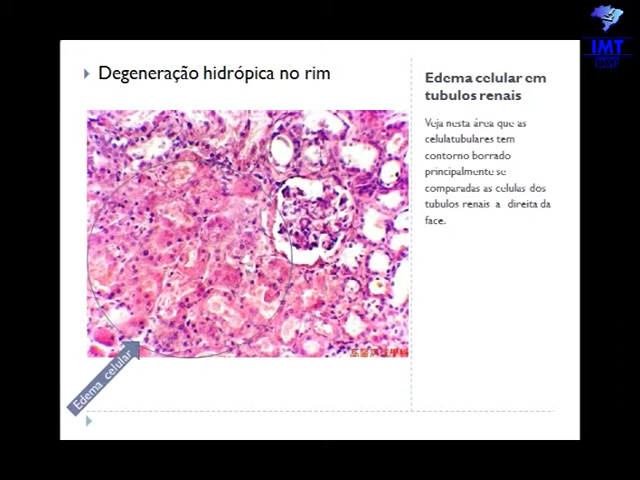 IMT
Degeneração hidrópica no rim
Edema celular em
tubulos renais
Veja nesta área que as
celulatubulares tem
contorno borrado
principalmente se
comparadas as celulas dos
tubulos renais a direita da
face.
Edema celular